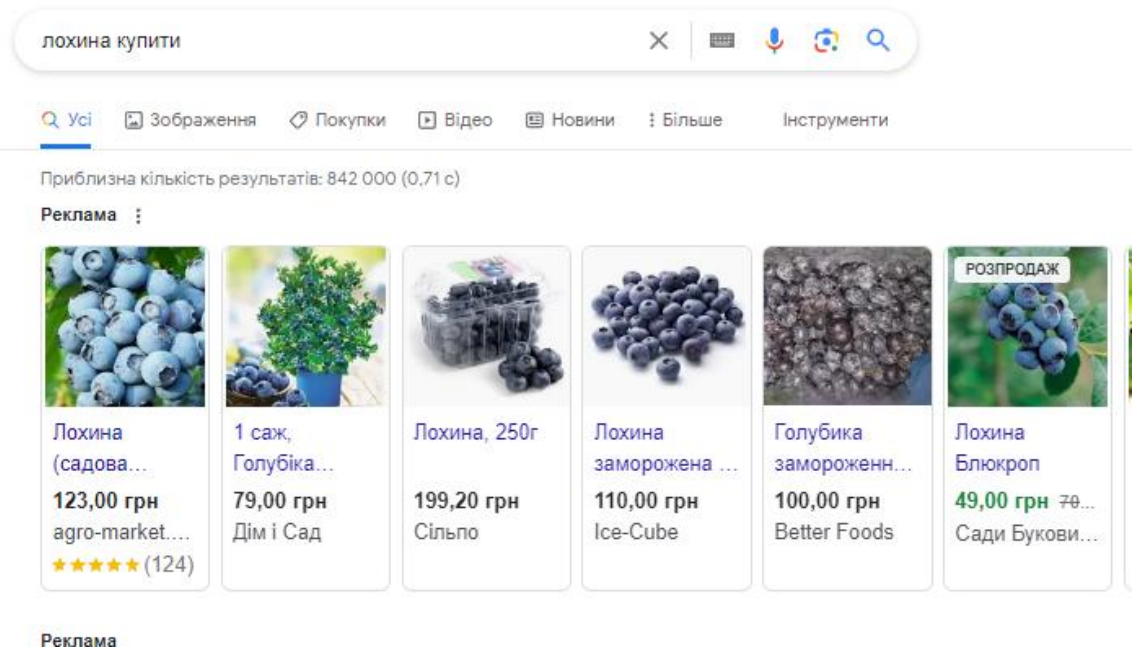 лохина купити
Усі Зображення Покупки Відео Новини Більше Інструменти
Приблизна кількість результатів: 842 000 (0,71 с)
Реклама
РОЗПРОДАЖ
Лохина (садова...
123,00 грн
agro-market....
(124)
1 саж, Голубіка...
79,00 грн
Дім і Сад
Лохина, 250г
199,20 грн
Сільпо
Лохина заморожена ...
110,00 грн
Ice-Cube
Голубика замороженн...
100,00 грн
Better Foods
Лохина Блюкроп
49,00 грн 70...
Сади Букови...
Реклама